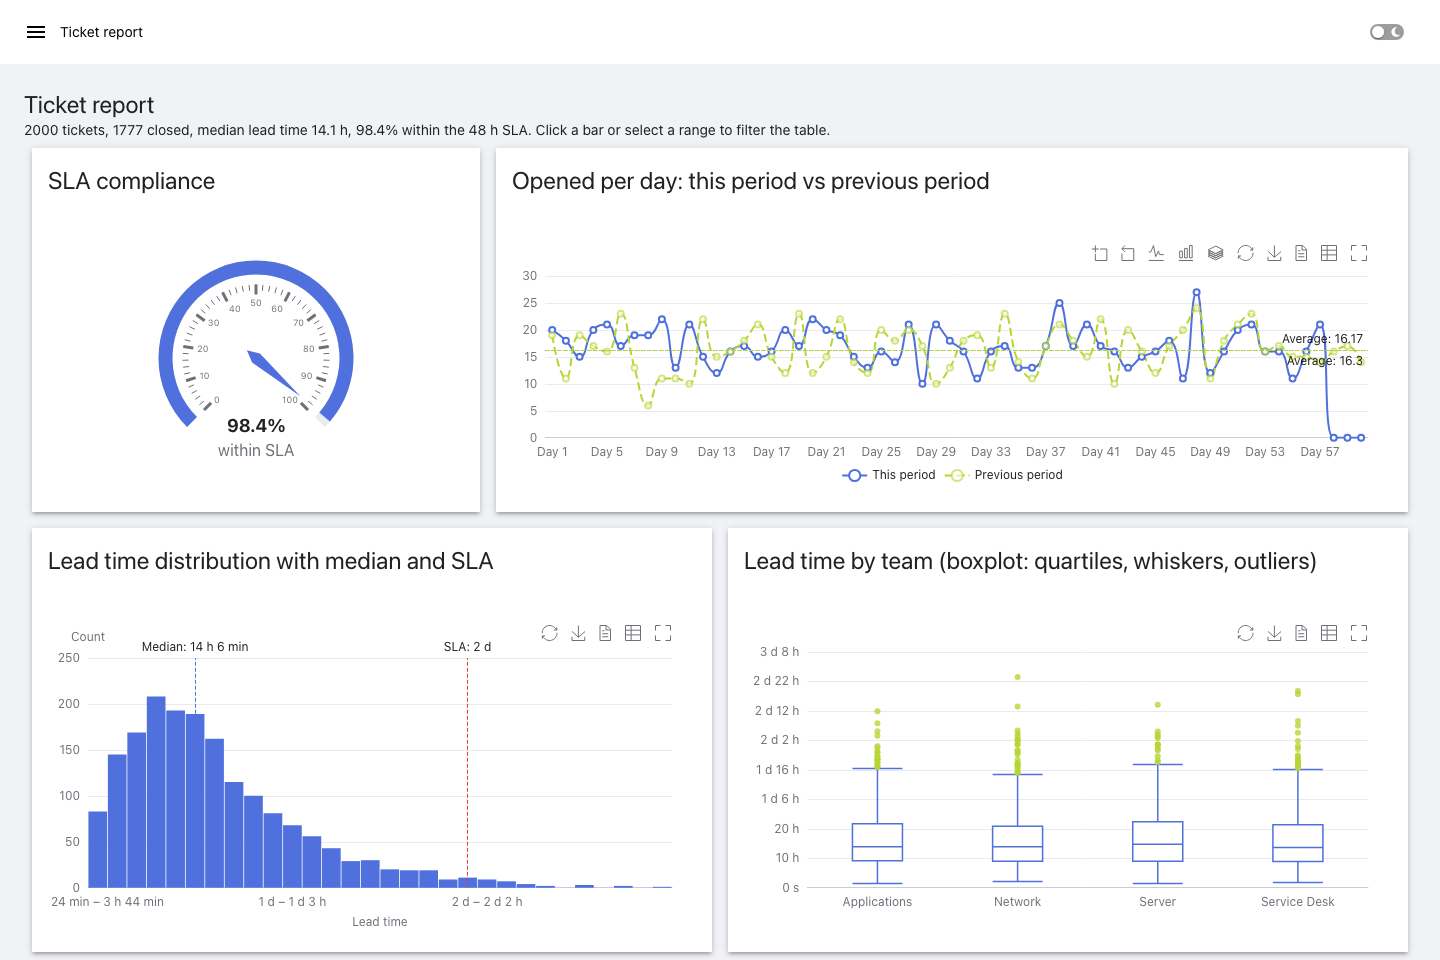 Ticket report
Ticket report
2000 tickets, 1777 closed, median lead time 14.1 h, 98.4% within the 48 h SLA. Click a bar or select a range to filter the table.
SLA compliance
0
10
20
30
40
50
60
70
80
90
100
98.4%
within SLA
Opened per day: this period vs previous period
30
25
20
15
10
5
0
Average: 16.17
Average: 16.3
Day 1 Day 5 Day 9 Day 13 Day 17 Day 21 Day 25 Day 29 Day 33 Day 37 Day 41 Day 45 Day 49 Day 53 Day 57
This period Previous period
Lead time distribution with median and SLA
Count
Median: 14 h 6 min SLA: 2 d
250
200
150
100
50
0
24 min – 3 h 44 min 1 d – 1 d 3 h 2 d – 2 d 2 h
Lead time
Lead time by team (boxplot: quartiles, whiskers, outliers)
3 d 8 h
2 d 22 h
2 d 12 h
2 d 2 h
1 d 16 h
1 d 6 h
20 h
10 h
0 s
Applications Network Server Service Desk